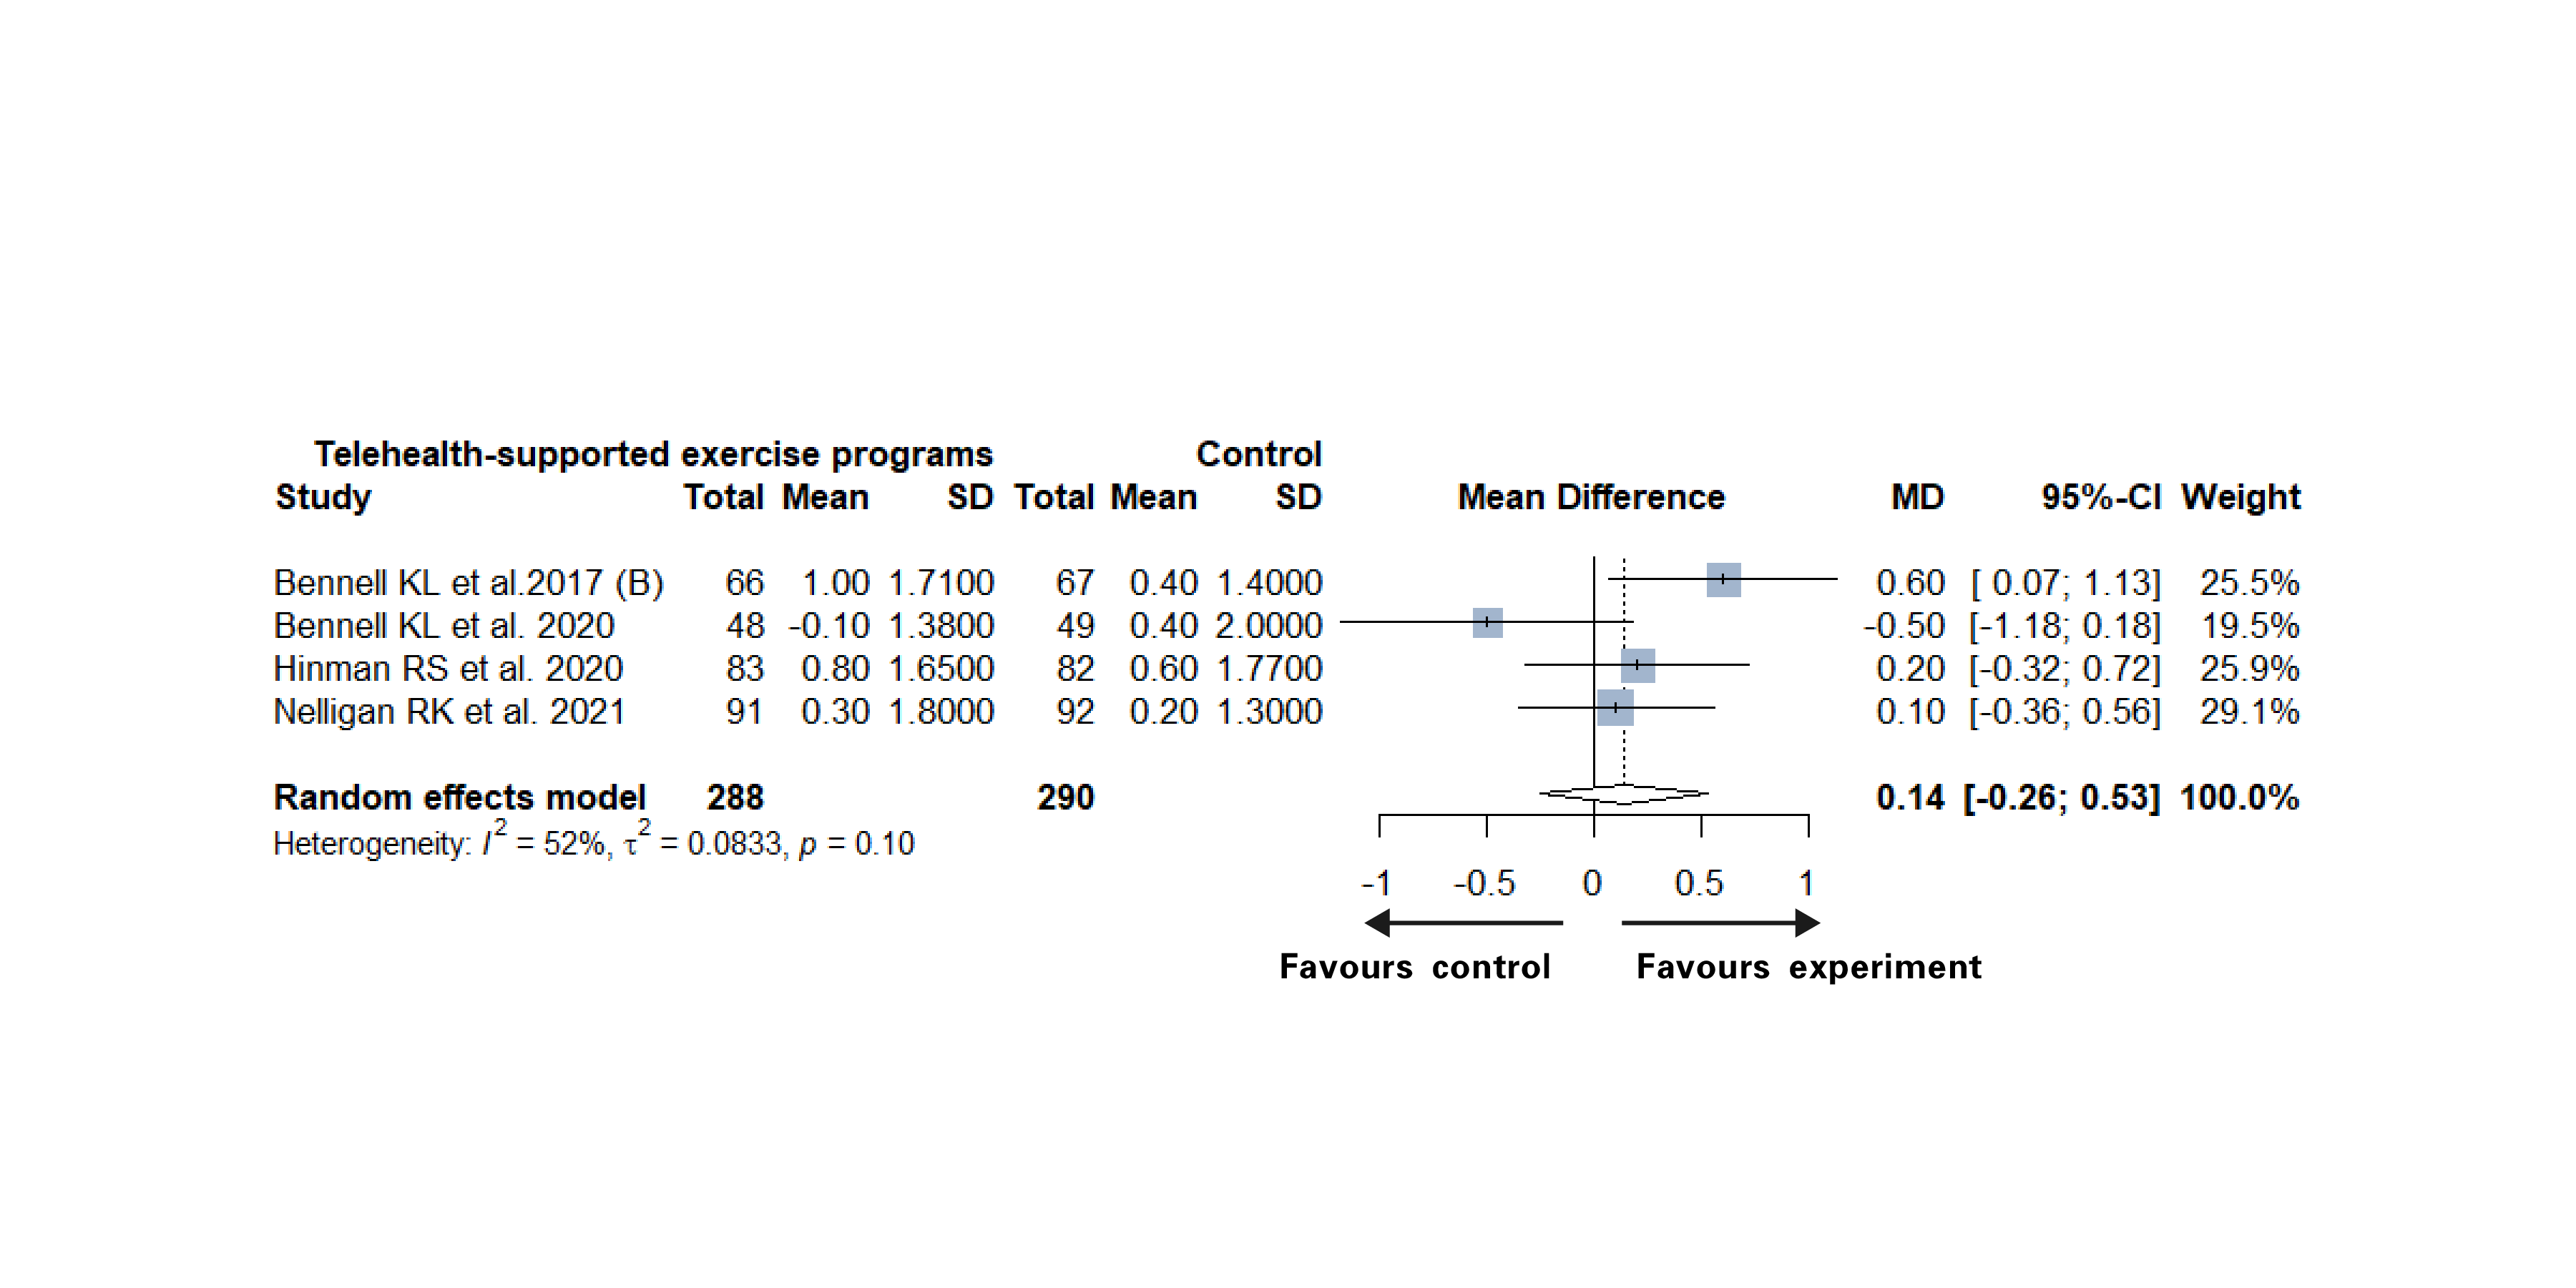 Telehealth-supported exercise programs Control
Study Total Mean SD Total Mean SD Mean Difference MD 95%-CI Weight
Bennell KL et al.2017 (B) 66 1.00 1.7100 67 0.40 1.4000 0.60 [ 0.07; 1.13] 25.5%
Bennell KL et al. 2020 48 -0.10 1.3800 49 0.40 2.0000 -0.50 [-1.18; 0.18] 19.5%
Hinman RS et al. 2020 83 0.80 1.6500 82 0.60 1.7700 0.20 [-0.32; 0.72] 25.9%
Nelligan RK et al. 2021 91 0.30 1.8000 92 0.20 1.3000 0.10 [-0.36; 0.56] 29.1%
Random effects model 288 290 0.14 [-0.26; 0.53] 100.0%
Heterogeneity: I² = 52%, τ² = 0.0833, p = 0.10
-1 -0.5 0 0.5 1
Favours control Favours experiment